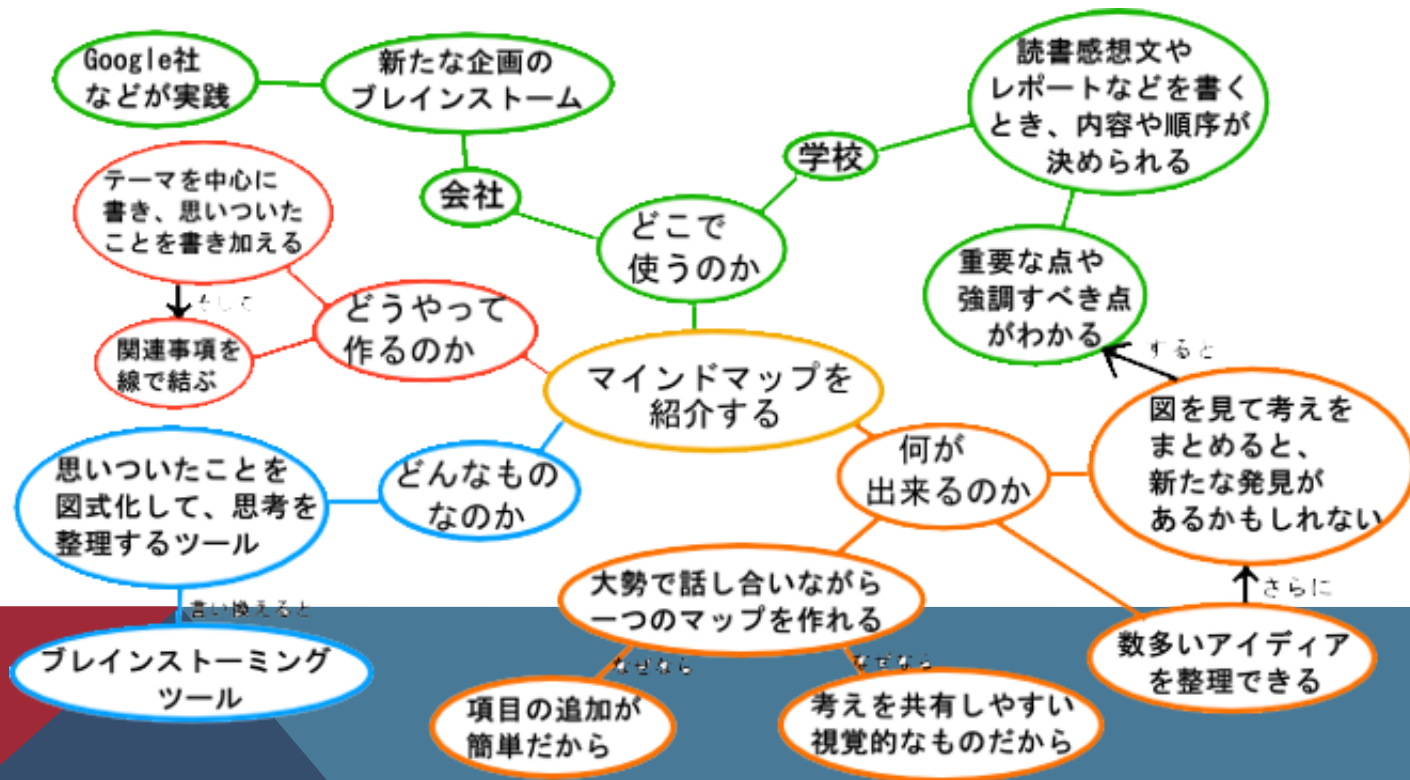 Google社
などが実践
新たな企画の
ブレインストーム
読書感想文や
レポートなどを書く
とき、内容や順序が
決められる
学校
会社
テーマを中心に
書き、思いついた
ことを書き加える
どこで
使うのか
重要な点や
強調すべき点
がわかる
そして
どうやって
作るのか
関連事項を
線で結ぶ
すると
マインドマップを
紹介する
図を見て考えを
まとめると、
新たな発見が
あるかもしれない
何が
出来るのか
どんなもの
なのか
思いついたことを
図式化して、思考を
整理するツール
大勢で話し合いながら
一つのマップを作れる
さらに
言い換えると
数多いアイディア
を整理できる
ブレインストーミング
ツール
なぜなら
なぜなら
項目の追加が
簡単だから
考えを共有しやすい
視覚的なものだから